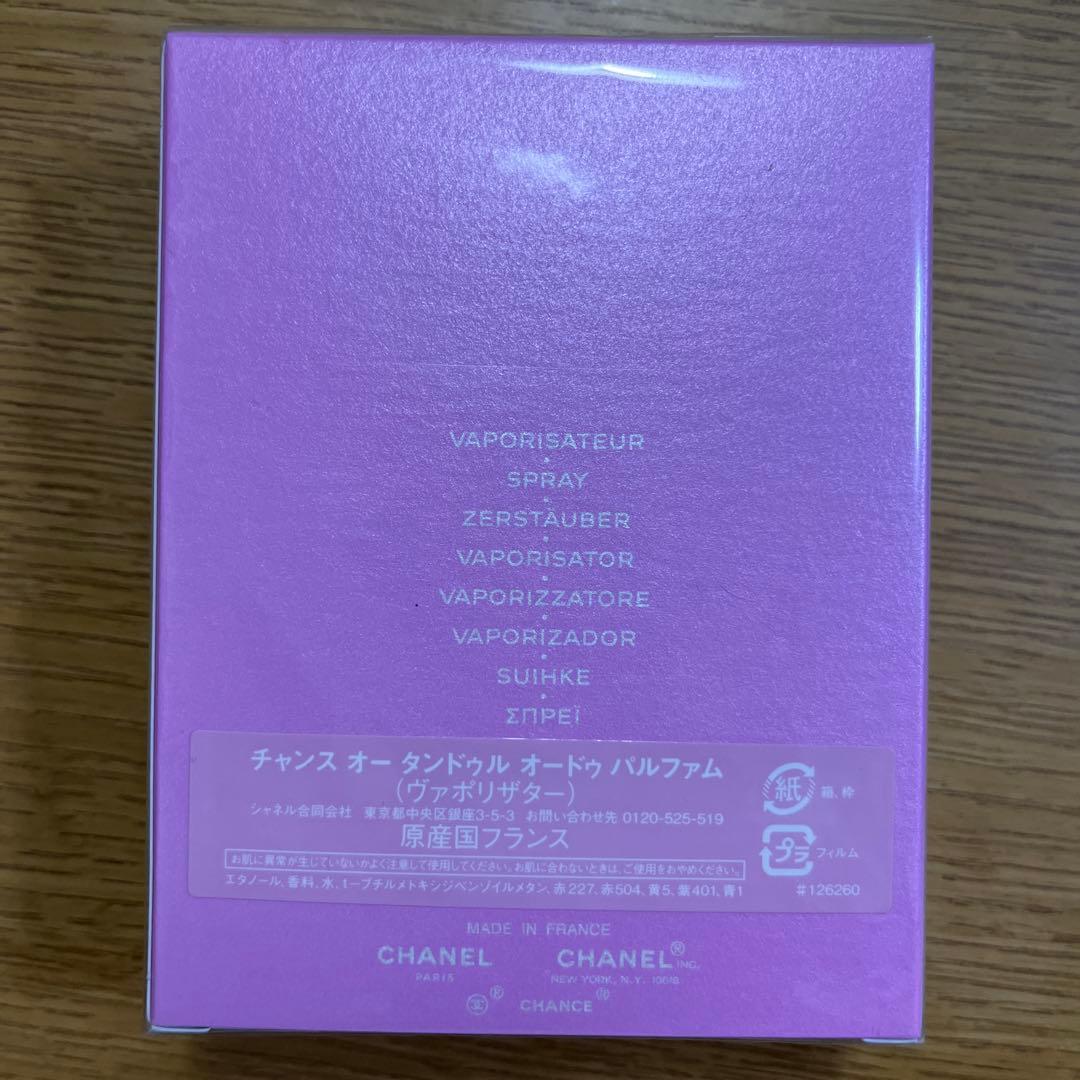 VAPORISATEUR
SPRAY
ZERSTÄUBER
VAPORISATOR
VAPORIZZATORE
VAPORIZADOR
SUIHKE
ΣΠΡΕΪ
チャンス オー タンドゥル オードゥ パルファム
(ヴァポリザター)
シャネル合同会社 東京都中央区銀座3-5-3 お問い合わせ先 0120-525-519
原産国フランス
お肌に異常が生じていないかよく注意して使用してください。お肌に合わないときは、ご使用をおやめください。
エタノール、香料、水、t-ブチルメトキシジベンゾイルメタン、赤227、赤504、黄5、紫401、青1
紙 箱、枠
プラ フィルム
#126260
MADE IN FRANCE
CHANEL
PARIS
CHANEL® INC.
NEW YORK, N.Y.
® CHANCE®